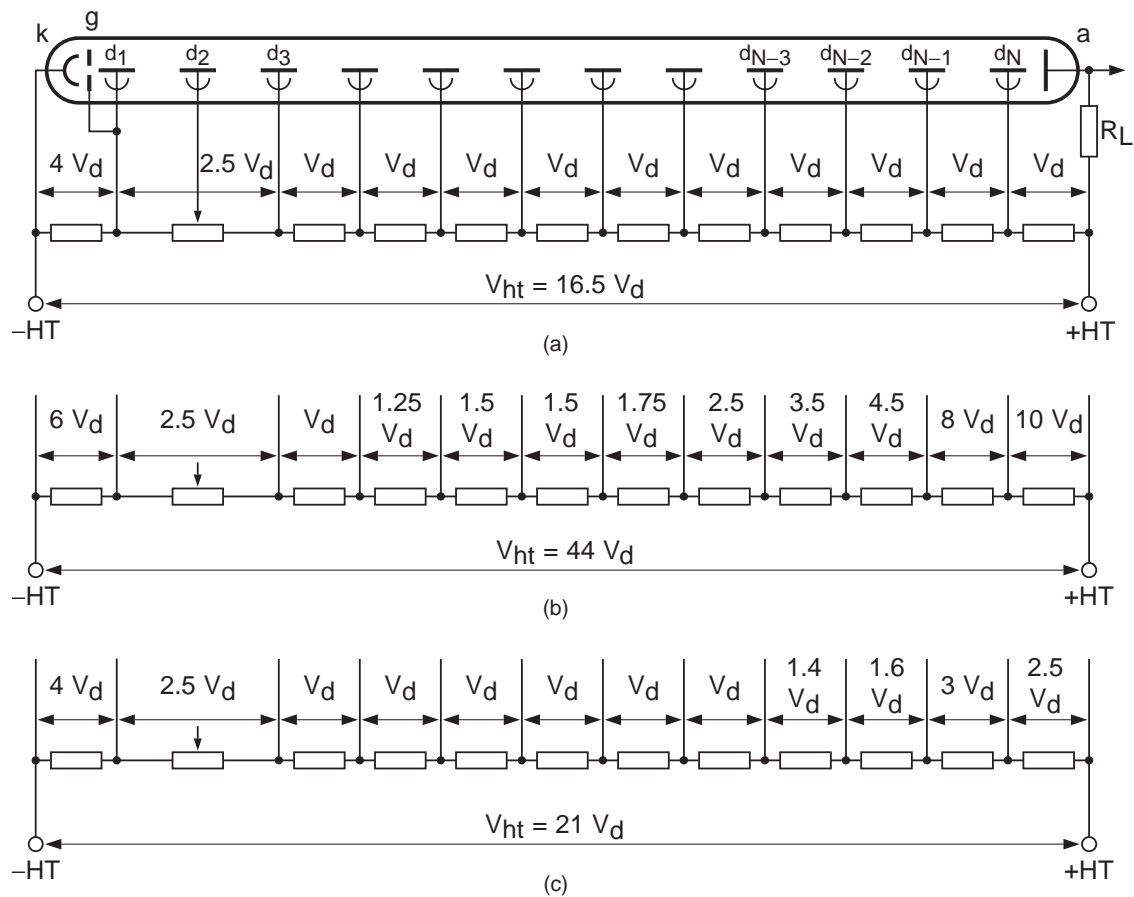 k g a
d1 d2 d3 dN–3 dN–2 dN–1 dN
RL
4 Vd 2.5 Vd Vd Vd Vd Vd Vd Vd Vd Vd Vd Vd
Vht = 16.5 Vd
–HT +HT
(a)
6 Vd 2.5 Vd Vd 1.25 Vd 1.5 Vd 1.5 Vd 1.75 Vd 2.5 Vd 3.5 Vd 4.5 Vd 8 Vd 10 Vd
Vht = 44 Vd
–HT +HT
(b)
4 Vd 2.5 Vd Vd Vd Vd Vd Vd Vd 1.4 Vd 1.6 Vd 3 Vd 2.5 Vd
Vht = 21 Vd
–HT +HT
(c)